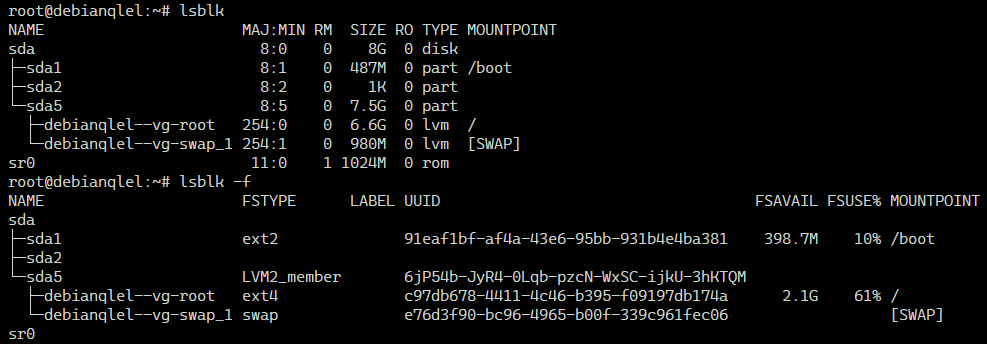 root@debianqlel:~# lsblk
NAME                      MAJ:MIN RM  SIZE RO TYPE MOUNTPOINT
sda                         8:0    0    8G  0 disk
├─sda1                      8:1    0  487M  0 part /boot
├─sda2                      8:2    0    1K  0 part
└─sda5                      8:5    0  7.5G  0 part
  ├─debianqlel--vg-root   254:0    0  6.6G  0 lvm  /
  └─debianqlel--vg-swap_1 254:1    0  980M  0 lvm  [SWAP]
sr0                        11:0    1 1024M  0 rom
root@debianqlel:~# lsblk -f
NAME                      FSTYPE      LABEL UUID                                   FSAVAIL FSUSE% MOUNTPOINT
sda
├─sda1                    ext2              91eaf1bf-af4a-43e6-95bb-931b4e4ba381    398.7M    10% /boot
├─sda2
└─sda5                    LVM2_member       6jP54b-JyR4-0Lqb-pzcN-WxSC-ijkU-3hKTQM
  ├─debianqlel--vg-root   ext4              c97db678-4411-4c46-b395-f09197db174a      2.1G    61% /
  └─debianqlel--vg-swap_1 swap              e76d3f90-bc96-4965-b00f-339c961fec06                  [SWAP]
sr0